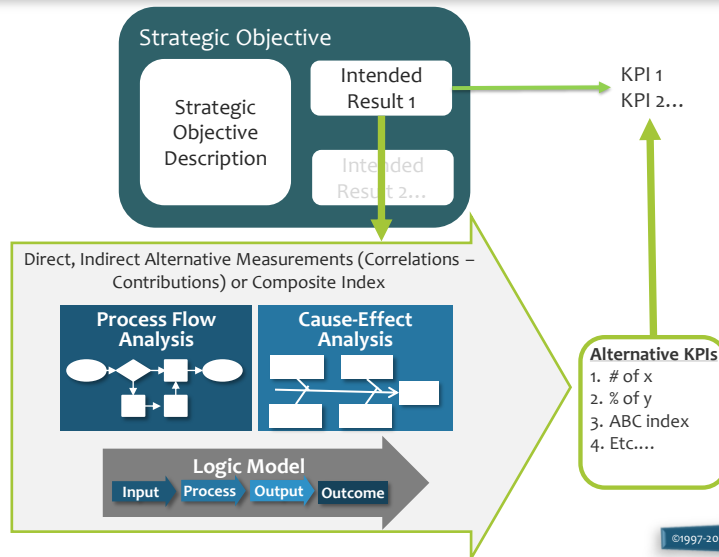 Strategic Objective
Strategic
Objective
Description
Intended
Result 1
Intended
Result 2...
KPI 1
KPI 2...
Direct, Indirect Alternative Measurements (Correlations –
Contributions) or Composite Index
Process Flow
Analysis
Cause-Effect
Analysis
Logic Model
Input
Process
Output
Outcome
Alternative KPIs
1. # of x
2. % of y
3. ABC index
4. Etc....
©1997-20